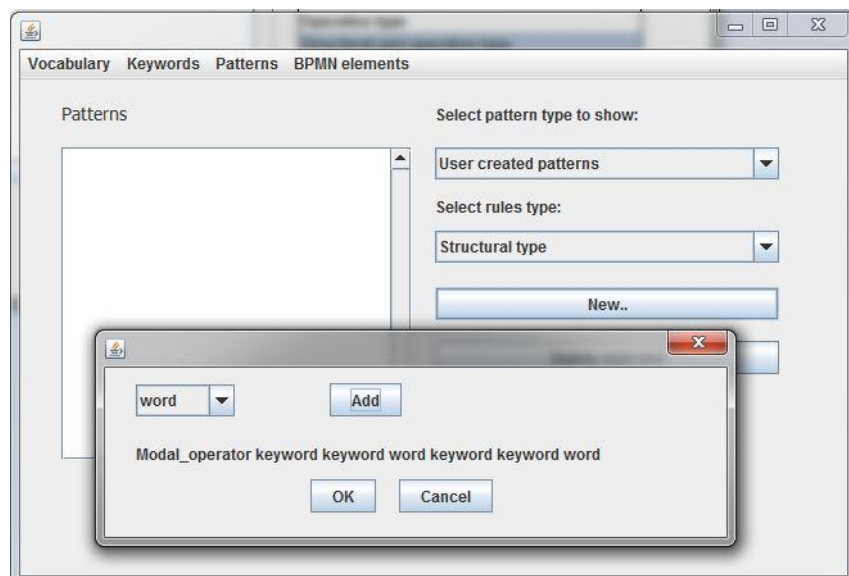 Vocabulary Keywords Patterns BPMN elements
Patterns
Select pattern type to show:
User created patterns
Select rules type:
Structural type
New..
word
Add
Modal_operator keyword keyword word keyword keyword word
OK
Cancel